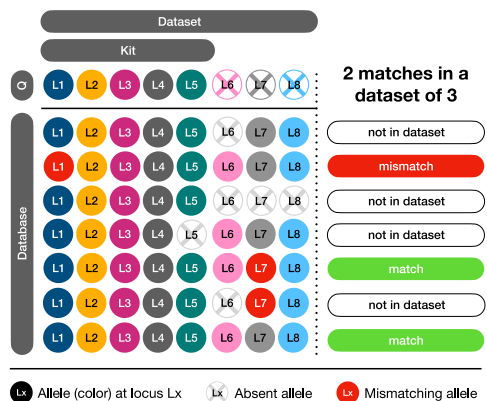 Dataset
Kit
Q
L1 L2 L3 L4 L5 L6 L7 L8
2 matches in a
dataset of 3
Database
L1 L2 L3 L4 L5 L6 L7 L8 not in dataset
L1 L2 L3 L4 L5 L6 L7 L8 mismatch
L1 L2 L3 L4 L5 L6 L7 L8 not in dataset
L1 L2 L3 L4 L5 L6 L7 L8 not in dataset
L1 L2 L3 L4 L5 L6 L7 L8 match
L1 L2 L3 L4 L5 L6 L7 L8 not in dataset
L1 L2 L3 L4 L5 L6 L7 L8 match
Lx Allele (color) at locus Lx Lx Absent allele Lx Mismatching allele